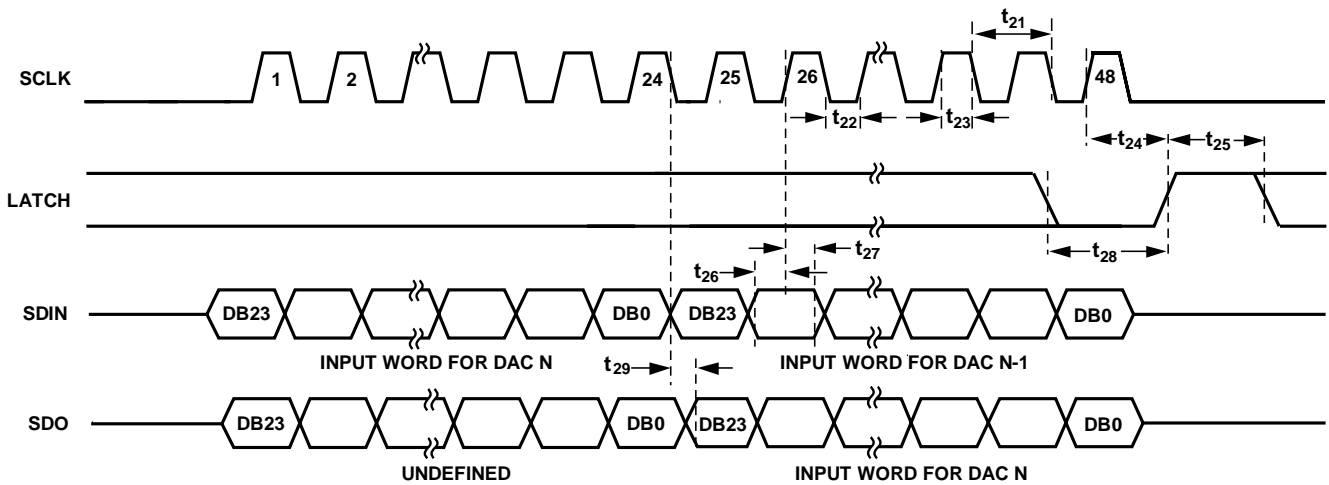 t21
SCLK
1
2
24
25
26
48
t22
t23
t24
t25
LATCH
t27
t28
t26
SDIN
DB23
DB0
DB23
DB0
INPUT WORD FOR DAC N
INPUT WORD FOR DAC N-1
t29
SDO
DB23
DB0
DB23
DB0
UNDEFINED
INPUT WORD FOR DAC N